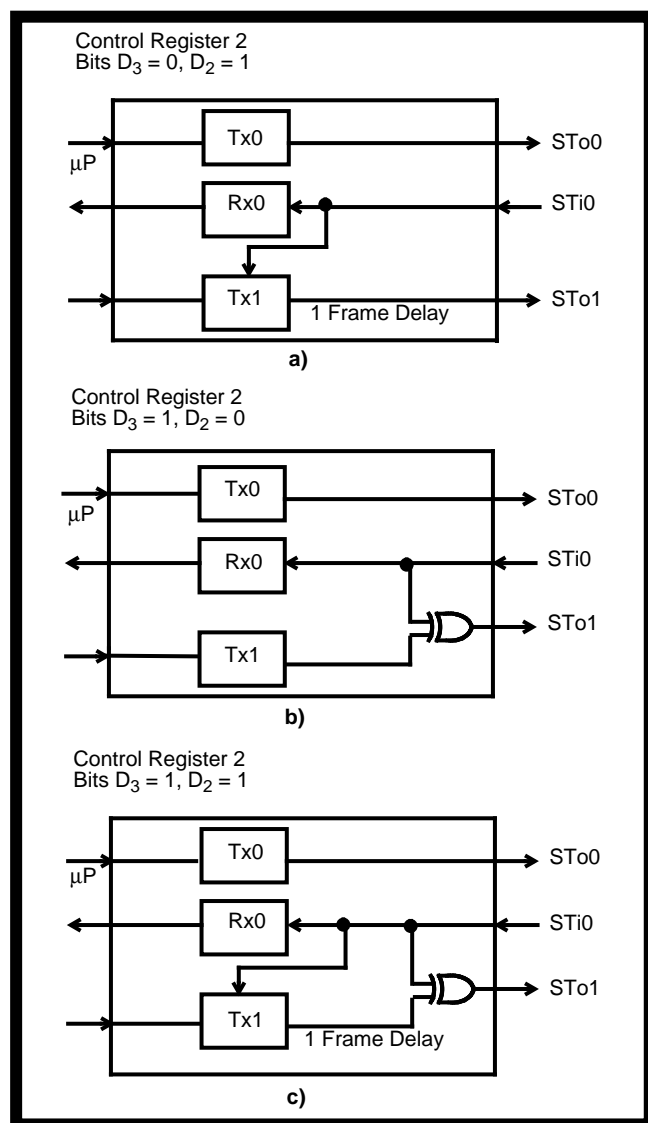 Control Register 2
Bits D₃ = 0, D₂ = 1
Tx0
STo0
μP
Rx0
STi0
Tx1
STo1
1 Frame Delay
a)
Control Register 2
Bits D₃ = 1, D₂ = 0
Tx0
STo0
μP
Rx0
STi0
STo1
Tx1
b)
Control Register 2
Bits D₃ = 1, D₂ = 1
Tx0
STo0
μP
Rx0
STi0
STo1
Tx1
1 Frame Delay
c)